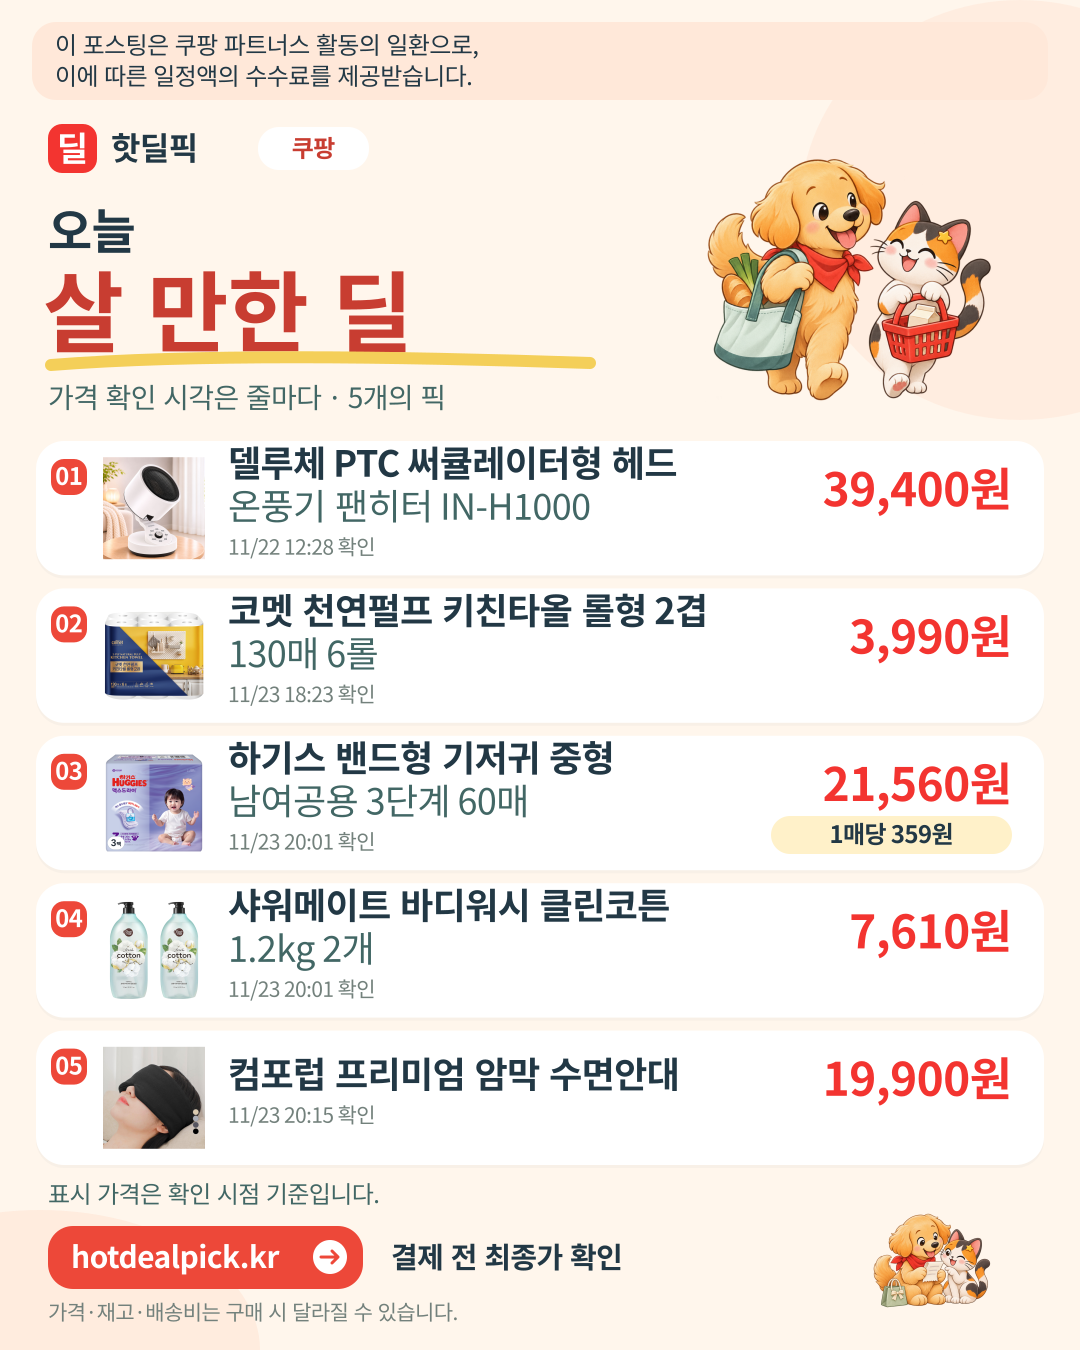 이 포스팅은 쿠팡 파트너스 활동의 일환으로,
이에 따른 일정액의 수수료를 제공받습니다.
딜 핫딜픽 쿠팡
오늘
살 만한 딜
가격 확인 시각은 줄마다 · 5개의 픽
01
델루체 PTC 써큘레이터형 헤드
온풍기 팬히터 IN-H1000
11/22 12:28 확인
39,400원
02
코멧 천연펄프 키친타올 롤형 2겹
130매 6롤
11/23 18:23 확인
3,990원
03
HUGGIES
하기스 밴드형 기저귀 중형
남여공용 3단계 60매
11/23 20:01 확인
21,560원
1매당 359원
04
cotton
cotton
샤워메이트 바디워시 클린코튼
1.2kg 2개
11/23 20:01 확인
7,610원
05
컴포럽 프리미엄 암막 수면안대
11/23 20:15 확인
19,900원
표시 가격은 확인 시점 기준입니다.
hotdealpick.kr → 결제 전 최종가 확인
가격·재고·배송비는 구매 시 달라질 수 있습니다.